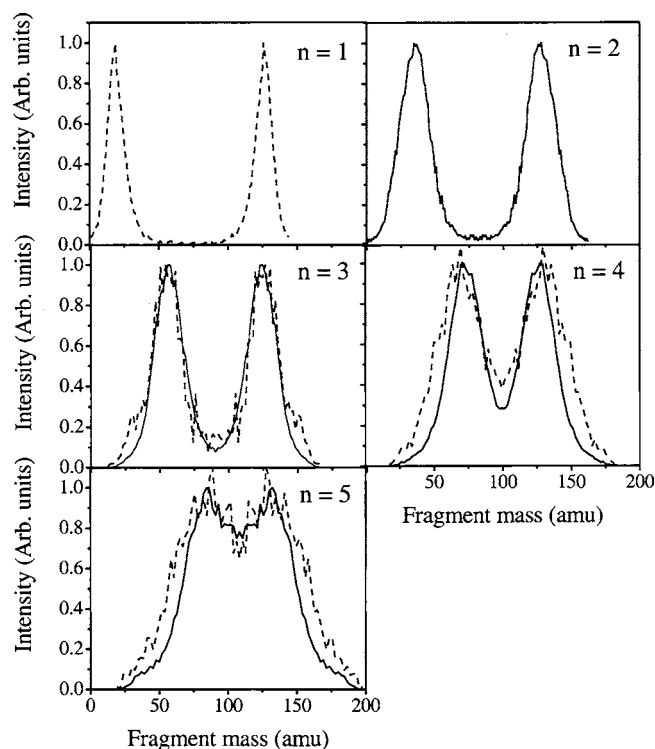 Intensity (Arb. units)
1.0
0.8
0.6
0.4
0.2
0.0
n = 1
n = 2
Intensity (Arb. units)
1.0
0.8
0.6
0.4
0.2
0.0
n = 3
n = 4
50 100 150 200
Fragment mass (amu)
Intensity (Arb. units)
1.0
0.8
0.6
0.4
0.2
0.0
n = 5
0 50 100 150 200
Fragment mass (amu)